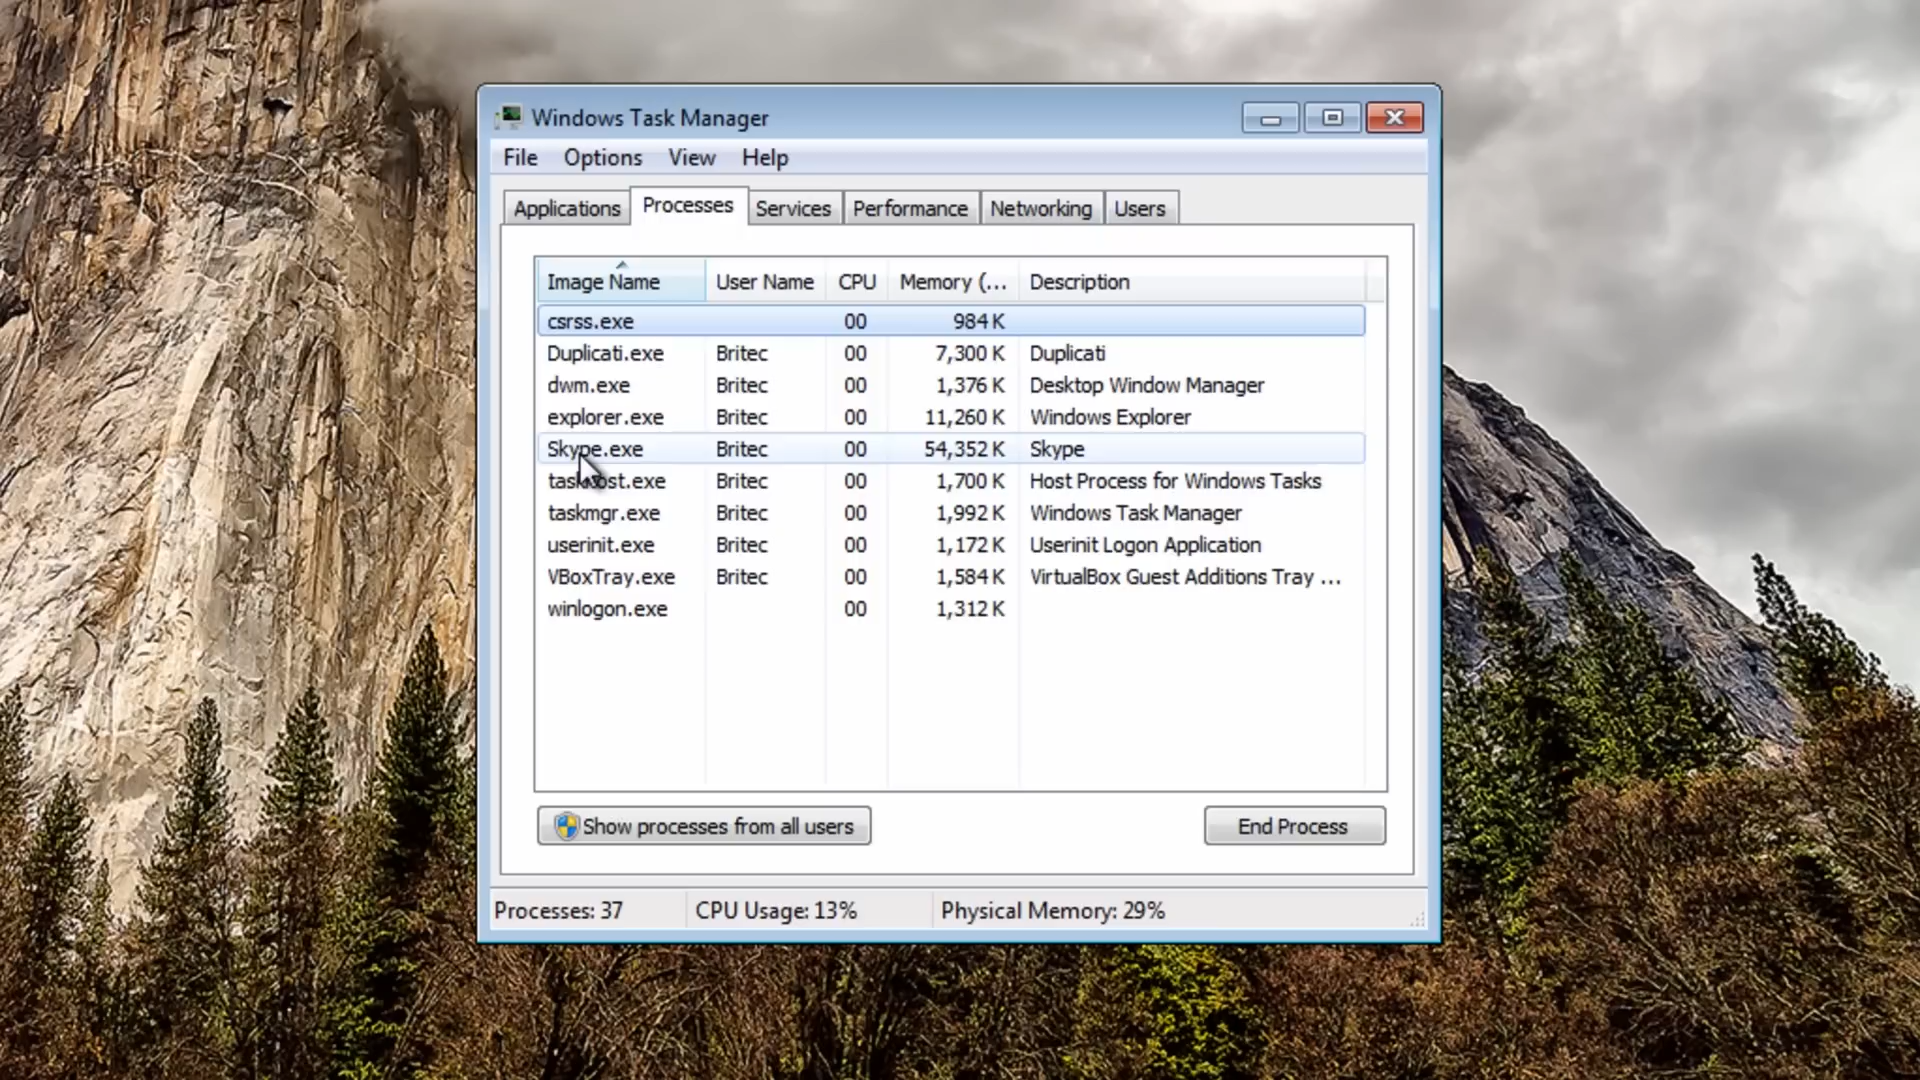 Windows Task Manager
File Options View Help
Applications Processes Services Performance Networking Users
Image Name User Name CPU Memory (... Description
csrss.exe 00 984 K
Duplicati.exe Britec 00 7,300 K Duplicati
dwm.exe Britec 00 1,376 K Desktop Window Manager
explorer.exe Britec 00 11,260 K Windows Explorer
Skype.exe Britec 00 54,352 K Skype
taskhost.exe Britec 00 1,700 K Host Process for Windows Tasks
taskmgr.exe Britec 00 1,992 K Windows Task Manager
userinit.exe Britec 00 1,172 K Userinit Logon Application
VBoxTray.exe Britec 00 1,584 K VirtualBox Guest Additions Tray ...
winlogon.exe 00 1,312 K
Show processes from all users End Process
Processes: 37 CPU Usage: 13% Physical Memory: 29%